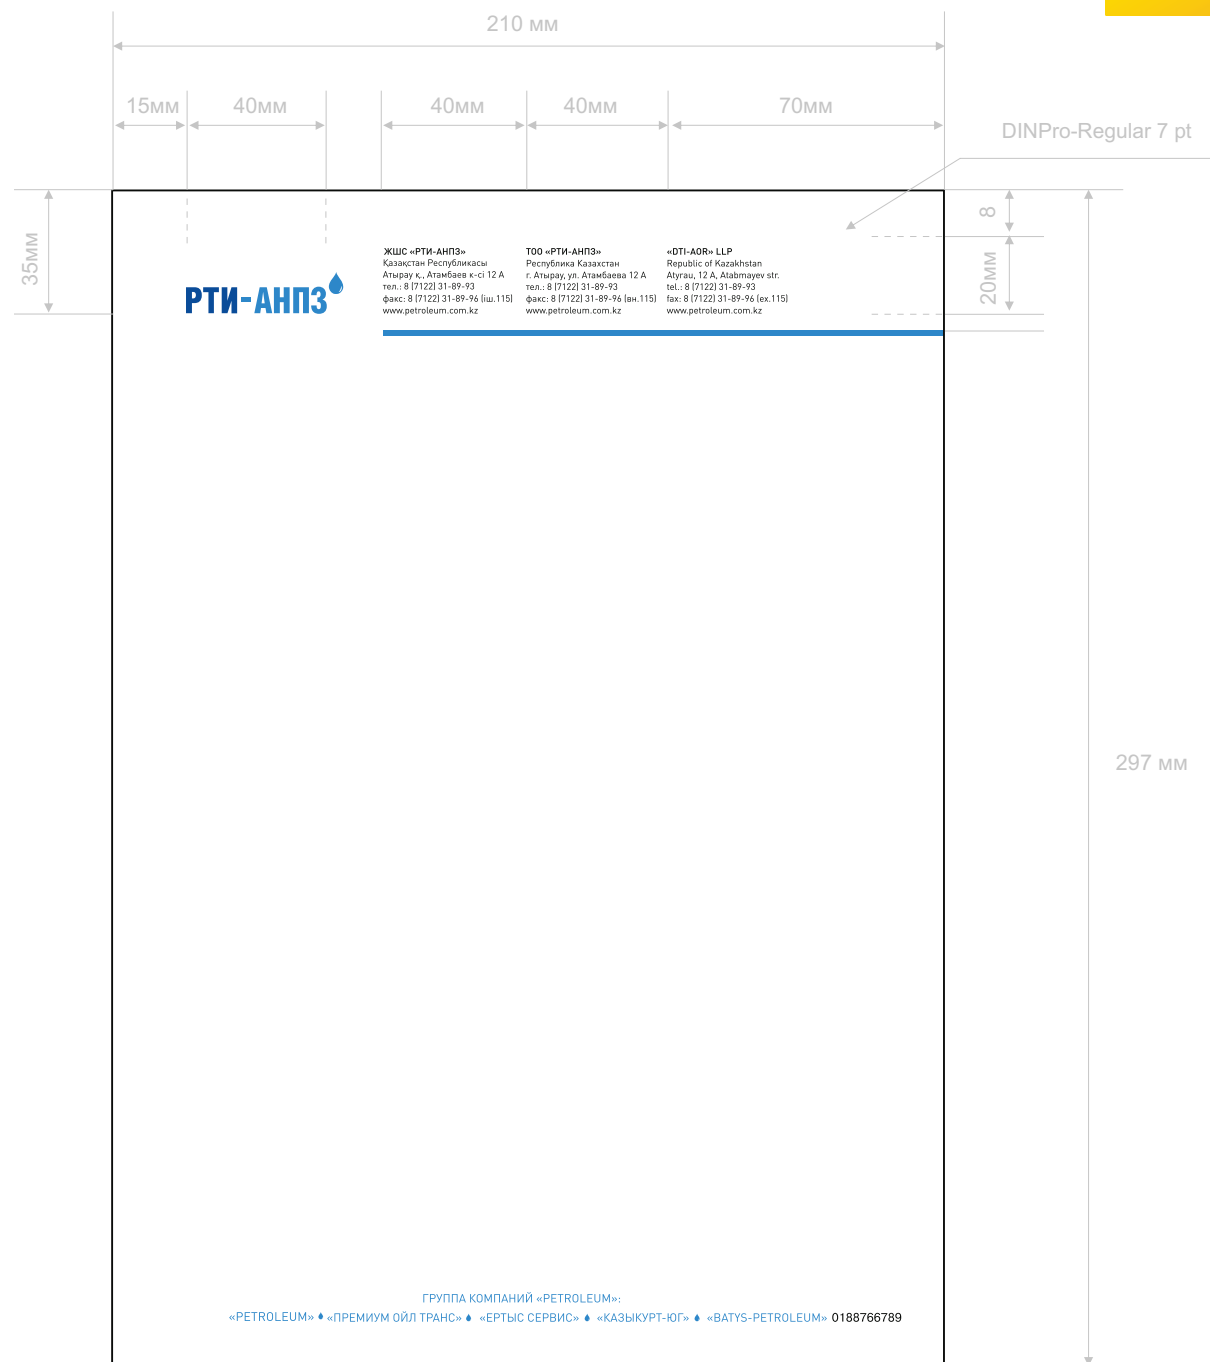 210 мм
15мм 40мм 40мм 40мм 70мм
DINPro-Regular 7 pt
35мм
8
20мм
РТИ-АНПЗ
ЖШС «РТИ-АНПЗ»
Қазақстан Республикасы
Атырау қ., Атамбаев к-сі 12 А
тел.: 8 (7122) 31-89-93
факс: 8 (7122) 31-89-96 (іш.115)
www.petroleum.com.kz
ТОО «РТИ-АНПЗ»
Республика Казахстан
г. Атырау, ул. Атамбаева 12 А
тел.: 8 (7122) 31-89-93
факс: 8 (7122) 31-89-96 (вн.115)
www.petroleum.com.kz
«DTI-AOR» LLP
Republic of Kazakhstan
Atyrau, 12 A, Atabmayev str.
tel.: 8 (7122) 31-89-93
fax: 8 (7122) 31-89-96 (ex.115)
www.petroleum.com.kz
297 мм
ГРУППА КОМПАНИЙ «PETROLEUM»:
«PETROLEUM» «ПРЕМИУМ ОЙЛ ТРАНС» «ЕРТЫС СЕРВИС» «КАЗЫКУРТ-ЮГ» «BATYS-PETROLEUM» 0188766789